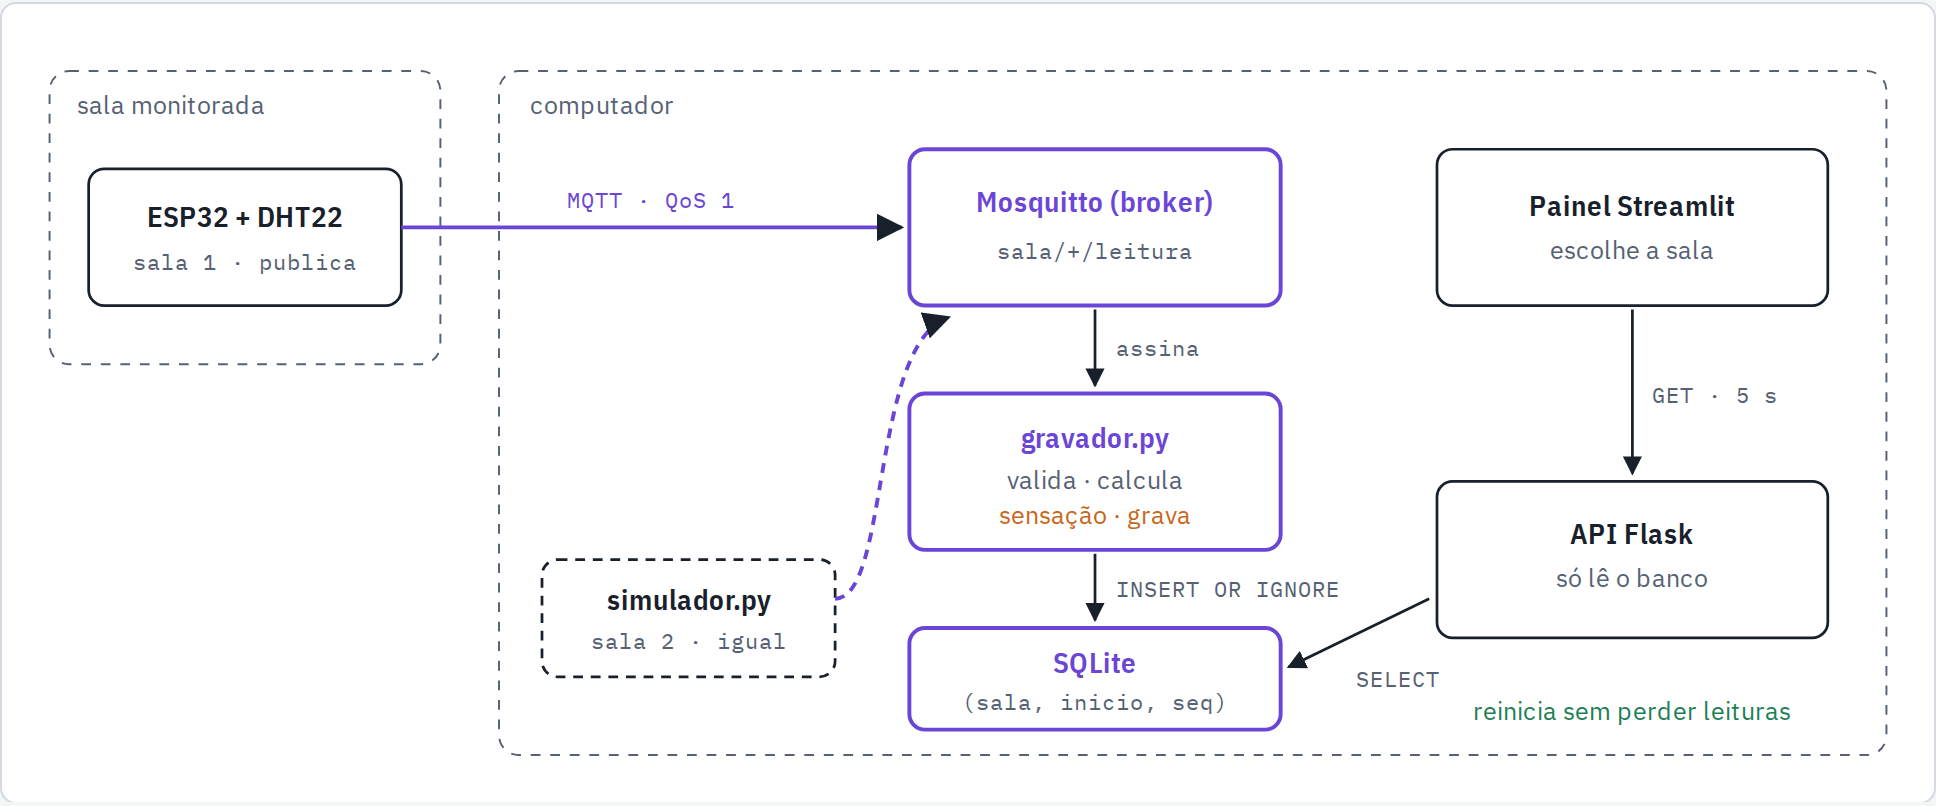 sala monitorada
ESP32 + DHT22
sala 1 · publica
computador
MQTT · QoS 1
Mosquitto (broker)
sala/+/leitura
assina
gravador.py
valida · calcula
sensação · grava
INSERT OR IGNORE
simulador.py
sala 2 · igual
SQLite
(sala, inicio, seq)
Painel Streamlit
escolhe a sala
GET · 5 s
API Flask
só lê o banco
SELECT
reinicia sem perder leituras